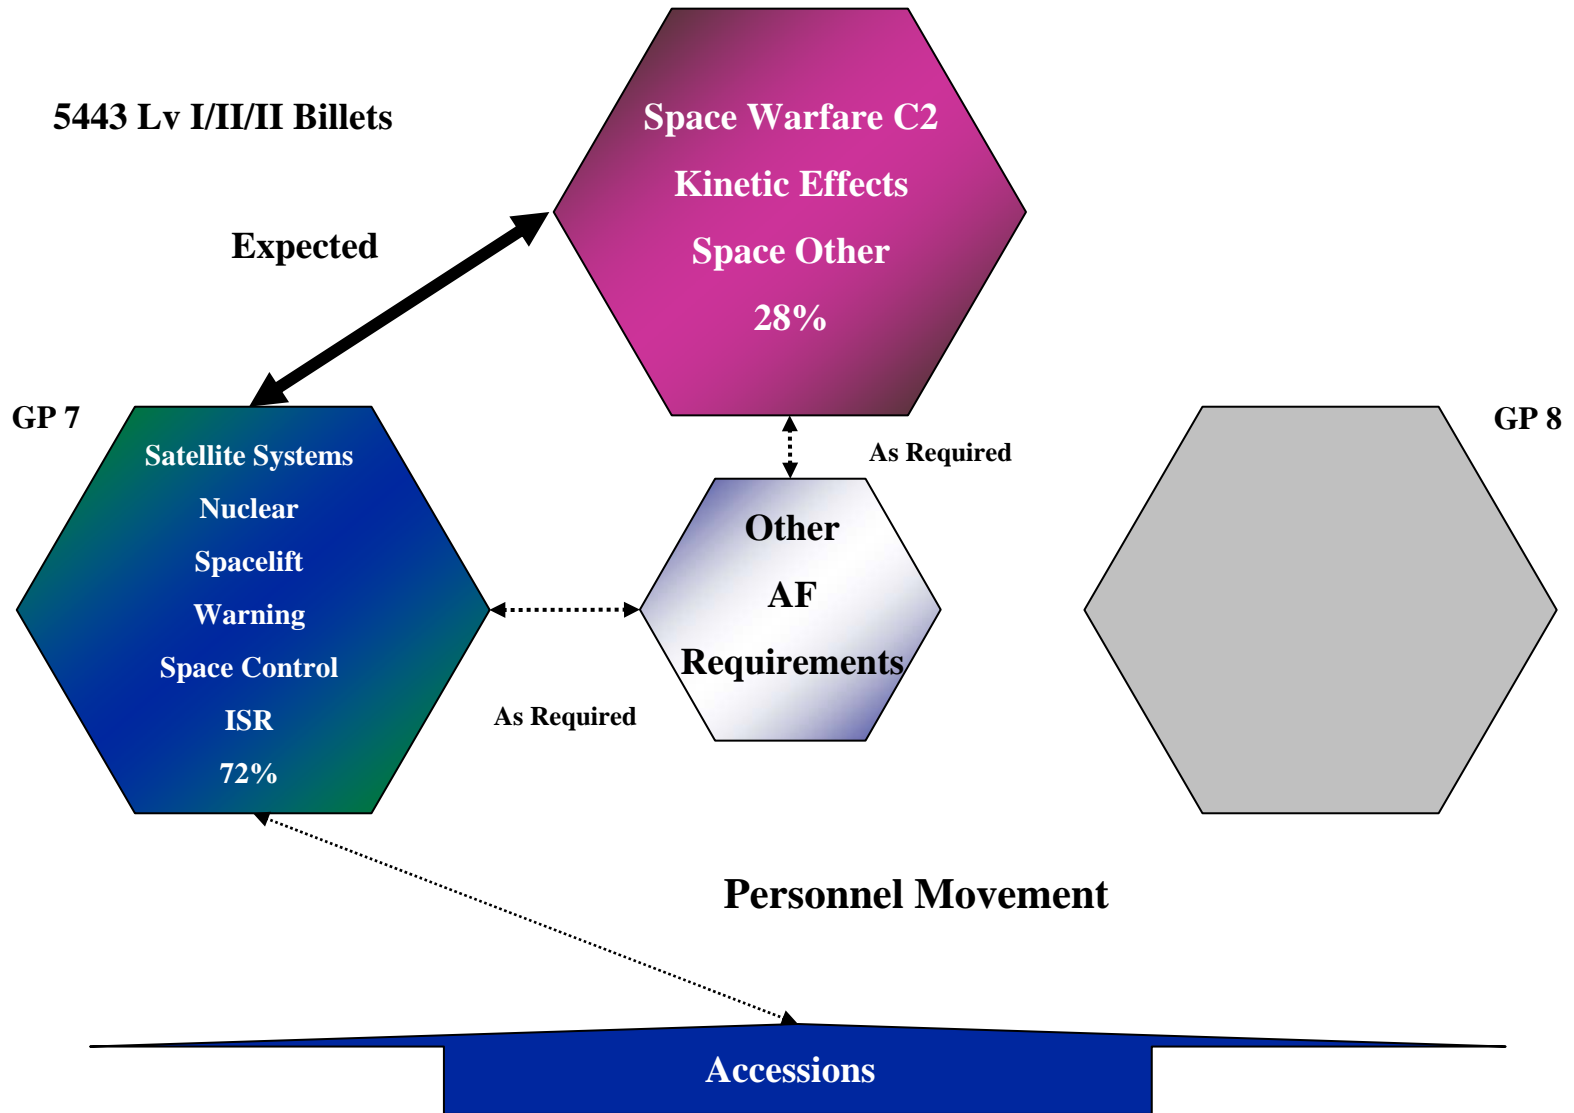 5443 Lv I/II/II Billets
Space Warfare C2
Kinetic Effects
Space Other
28%
Expected
GP 7
GP 8
As Required
Satellite Systems
Nuclear
Spacelift
Warning
Space Control
ISR
72%
Other
AF
Requirements
As Required
Personnel Movement
Accessions